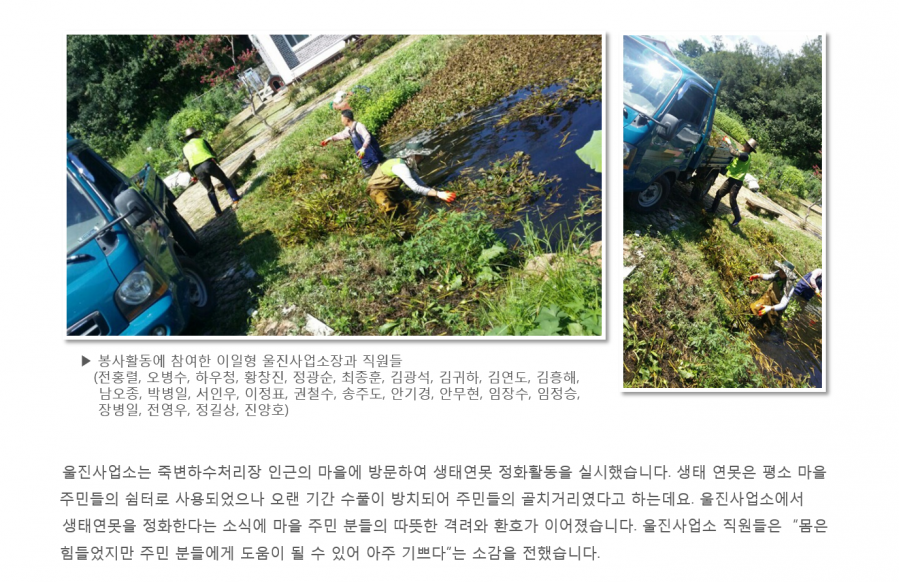 ▶ 봉사활동에 참여한 이일형 울진사업소장과 직원들
(전홍렬, 오병수, 하우청, 황창진, 정광순, 최종훈, 김광석, 김귀하, 김연도, 김흥해,
남오종, 박병일, 서인우, 이정표, 권철수, 송주도, 안기경, 안무현, 임장수, 임정승,
장병일, 전영우, 정길상, 진양호)
울진사업소는 죽변하수처리장 인근의 마을에 방문하여 생태연못 정화활동을 실시했습니다. 생태 연못은 평소 마을
주민들의 쉼터로 사용되었으나 오랜 기간 수풀이 방치되어 주민들의 골치거리였다고 하는데요. 울진사업소에서
생태연못을 정화한다는 소식에 마을 주민 분들의 따뜻한 격려와 환호가 이어졌습니다. 울진사업소 직원들은 “몸은
힘들었지만 주민 분들에게 도움이 될 수 있어 아주 기쁘다”는 소감을 전했습니다.